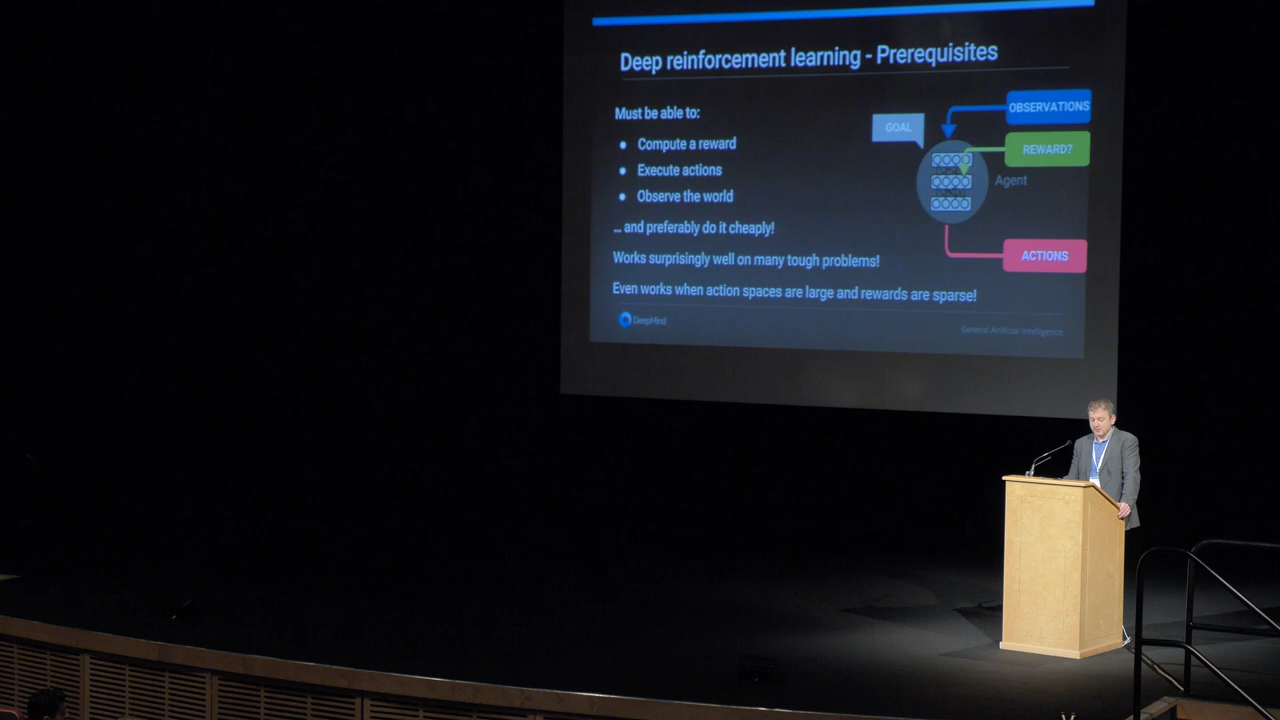 Deep reinforcement learning - Prerequisites
Must be able to:
Compute a reward
Execute actions
Observe the world
... and preferably do it cheaply!
Works surprisingly well on many tough problems!
Even works when action spaces are large and rewards are sparse!
GOAL
OBSERVATIONS
REWARD?
Agent
ACTIONS
DeepMind
General Artificial Intelligence